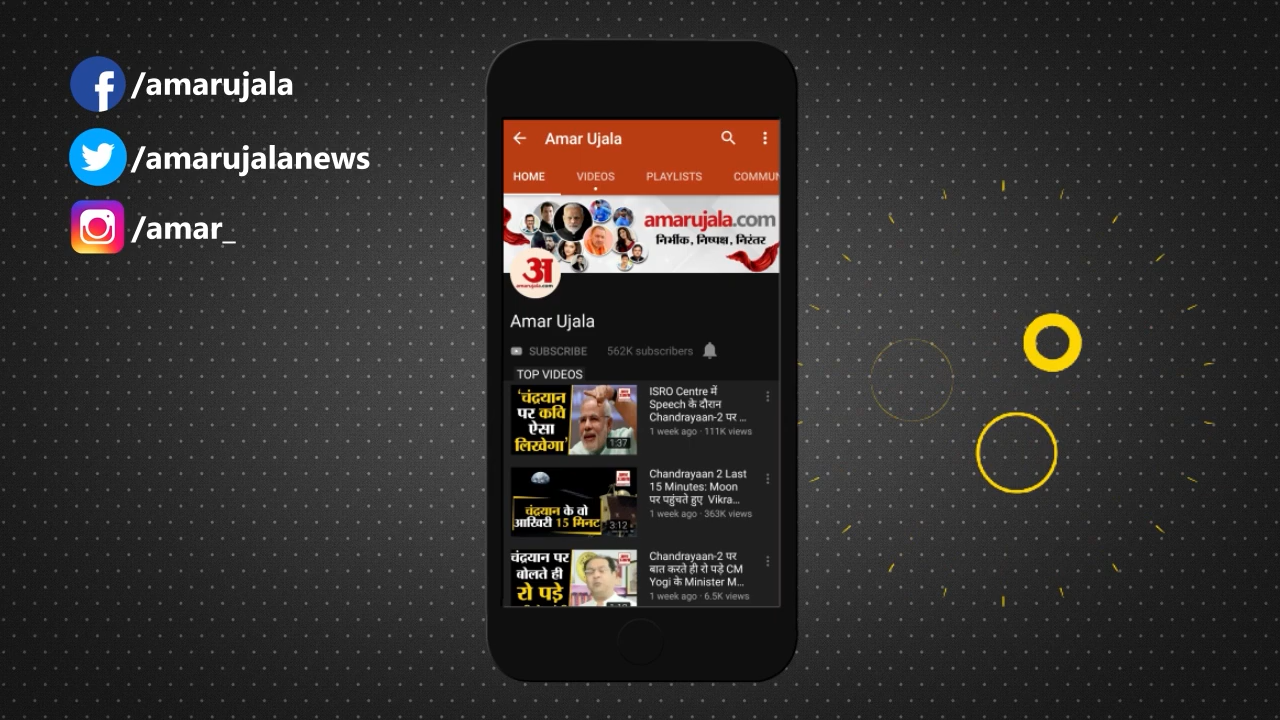 /amarujala
/amarujalanews
/amar_
Amar Ujala
HOME VIDEOS PLAYLISTS COMMUN
amarujala.com
निर्भीक, निष्पक्ष, निरंतर
अ
amarujala.com
Amar Ujala
SUBSCRIBE 562K subscribers
TOP VIDEOS
'चंद्रयान
पर कवि
ऐसा
लिखेगा'
1:37
ISRO Centre में
Speech के दौरान
Chandrayaan-2 पर ...
1 week ago · 111K views
चंद्रयान के वो
आखिरी 15 मिनट
3:12
Chandrayaan 2 Last
15 Minutes: Moon
पर पहुंचते हुए Vikra...
1 week ago · 363K views
चंद्रयान पर
बोलते ही
रो पड़े
Chandrayaan-2 पर
बात करते ही रो पड़े CM
Yogi के Minister M...
1 week ago · 6.5K views